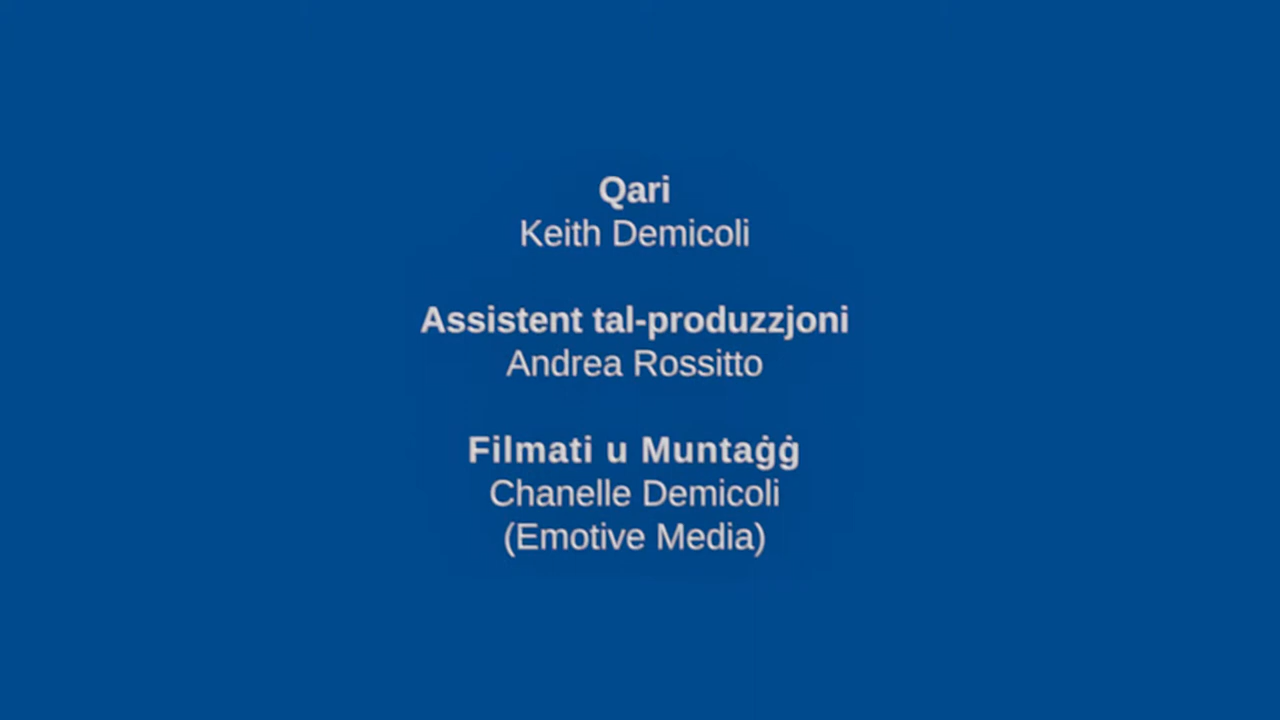 Qari
Keith Demicoli
Assistent tal-produzzjoni
Andrea Rossitto
Filmati u Muntaġġ
Chanelle Demicoli
(Emotive Media)